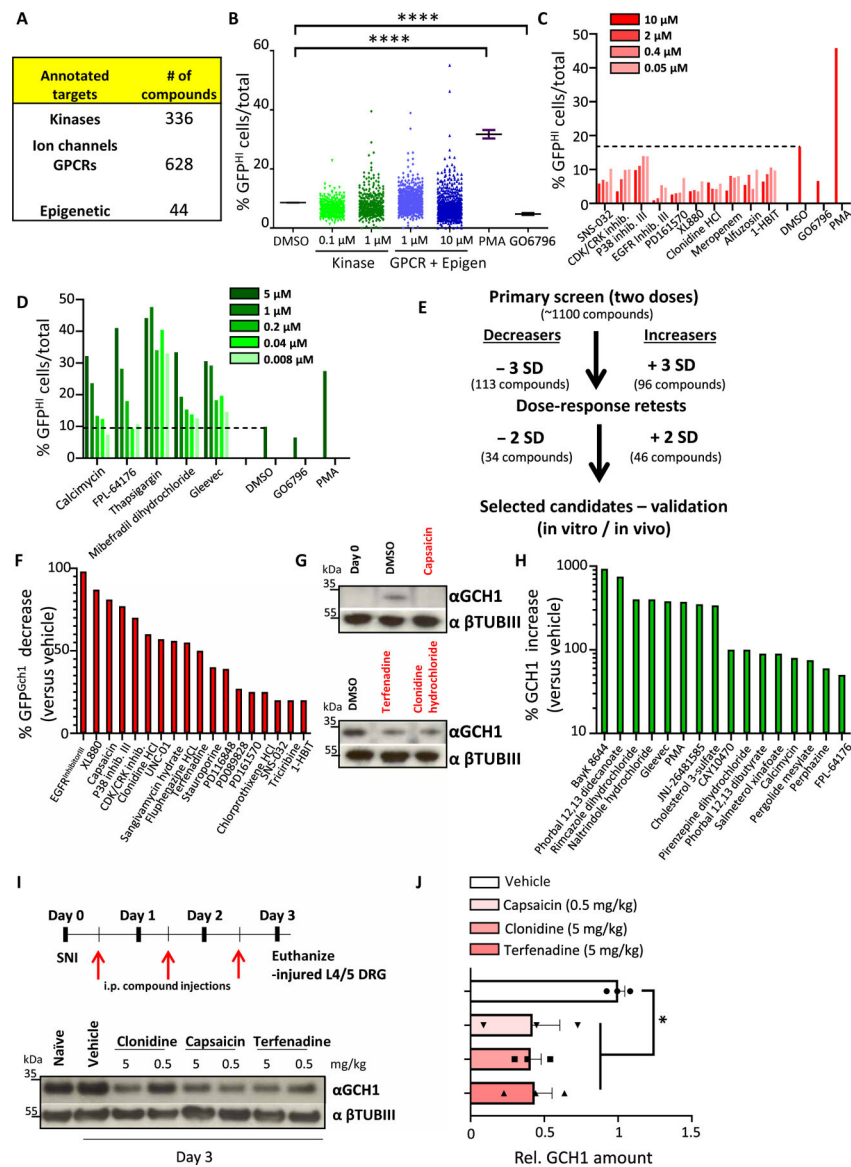 A
Annotated targets
# of compounds
Kinases
336
Ion channels
GPCRs
628
Epigenetic
44
B
****
****
% GFPHI cells/total
60
40
20
0
DMSO
0.1 µM
1 µM
1 µM
10 µM
PMA
GO6796
Kinase
GPCR + Epigen
C
10 µM
2 µM
0.4 µM
0.05 µM
% GFPHI cells/total
50
40
30
20
10
0
SNS-032
CDK/CRK inhib.
P38 inhib. III
EGFR Inhib. III
PD161570
XL880
Clonidine HCl
Meropenem
Alfuzosin
1-HBIT
DMSO
GO6796
PMA
D
5 µM
1 µM
0.2 µM
0.04 µM
0.008 µM
% GFPHI cells/total
50
40
30
20
10
0
Calcimycin
FPL-64176
Thapsigargin
Mibefradil dihydrochloride
Gleevec
DMSO
GO6796
PMA
E
Primary screen (two doses)
(~1100 compounds)
Decreasers
Increasers
– 3 SD
+ 3 SD
(113 compounds)
(96 compounds)
Dose-response retests
– 2 SD
+ 2 SD
(34 compounds)
(46 compounds)
Selected candidates – validation
(in vitro / in vivo)
F
% GFPGch1 decrease
(versus vehicle)
100
50
0
EGFRInhibitorIII
XL880
Capsaicin
P38 inhib. III
CDK/CRK inhib.
Clonidine HCl
UNC-01
Sangivamycin hydrate
Fluphenazine HCL
Terfenadine
Stauroporine
PD116848
PD089828
PD161570
Chlorprothixene HCl
SNS-032
Triciribine
1-HBIT
G
kDa
Day 0
DMSO
Capsaicin
35
αGCH1
55
α βTUBIII
kDa
DMSO
Terfenadine
Clonidine
hydrochloride
35
αGCH1
55
α βTUBIII
H
% GCH1 increase
(versus vehicle)
1000
100
10
BayK 8644
Phorbal 12,13 didecanoate
Rimcazole dihydrochloride
Naltrindole hydrochloride
Gleevec
PMA
JNJ-26481585
Cholesterol 3-sulfate
CAY10470
Pirenzepine dihydrochloride
Phorbal 12,13 dibutyrate
Salmeterol xinafoate
Calcimycin
Pergolide mesylate
Perphazine
FPL-64176
I
Day 0
Day 1
Day 2
Day 3
SNI
i.p. compound injections
Euthanize
-injured L4/5 DRG
kDa
Naïve
Vehicle
Clonidine
Capsaicin
Terfenadine
5
0.5
5
0.5
5
0.5
mg/kg
35
αGCH1
55
α βTUBIII
Day 3
J
Vehicle
Capsaicin (0.5 mg/kg)
Clonidine (5 mg/kg)
Terfenadine (5 mg/kg)
*
0
0.5
1.0
1.5
Rel. GCH1 amount